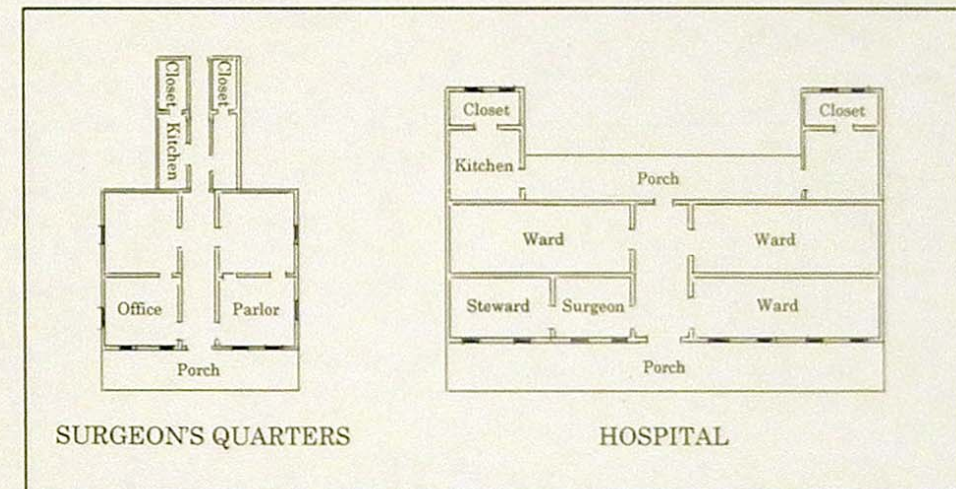 Closet
Closet
Kitchen
Office
Parlor
Porch
SURGEON'S QUARTERS
Closet
Closet
Kitchen
Porch
Ward
Ward
Steward
Surgeon
Ward
Porch
HOSPITAL